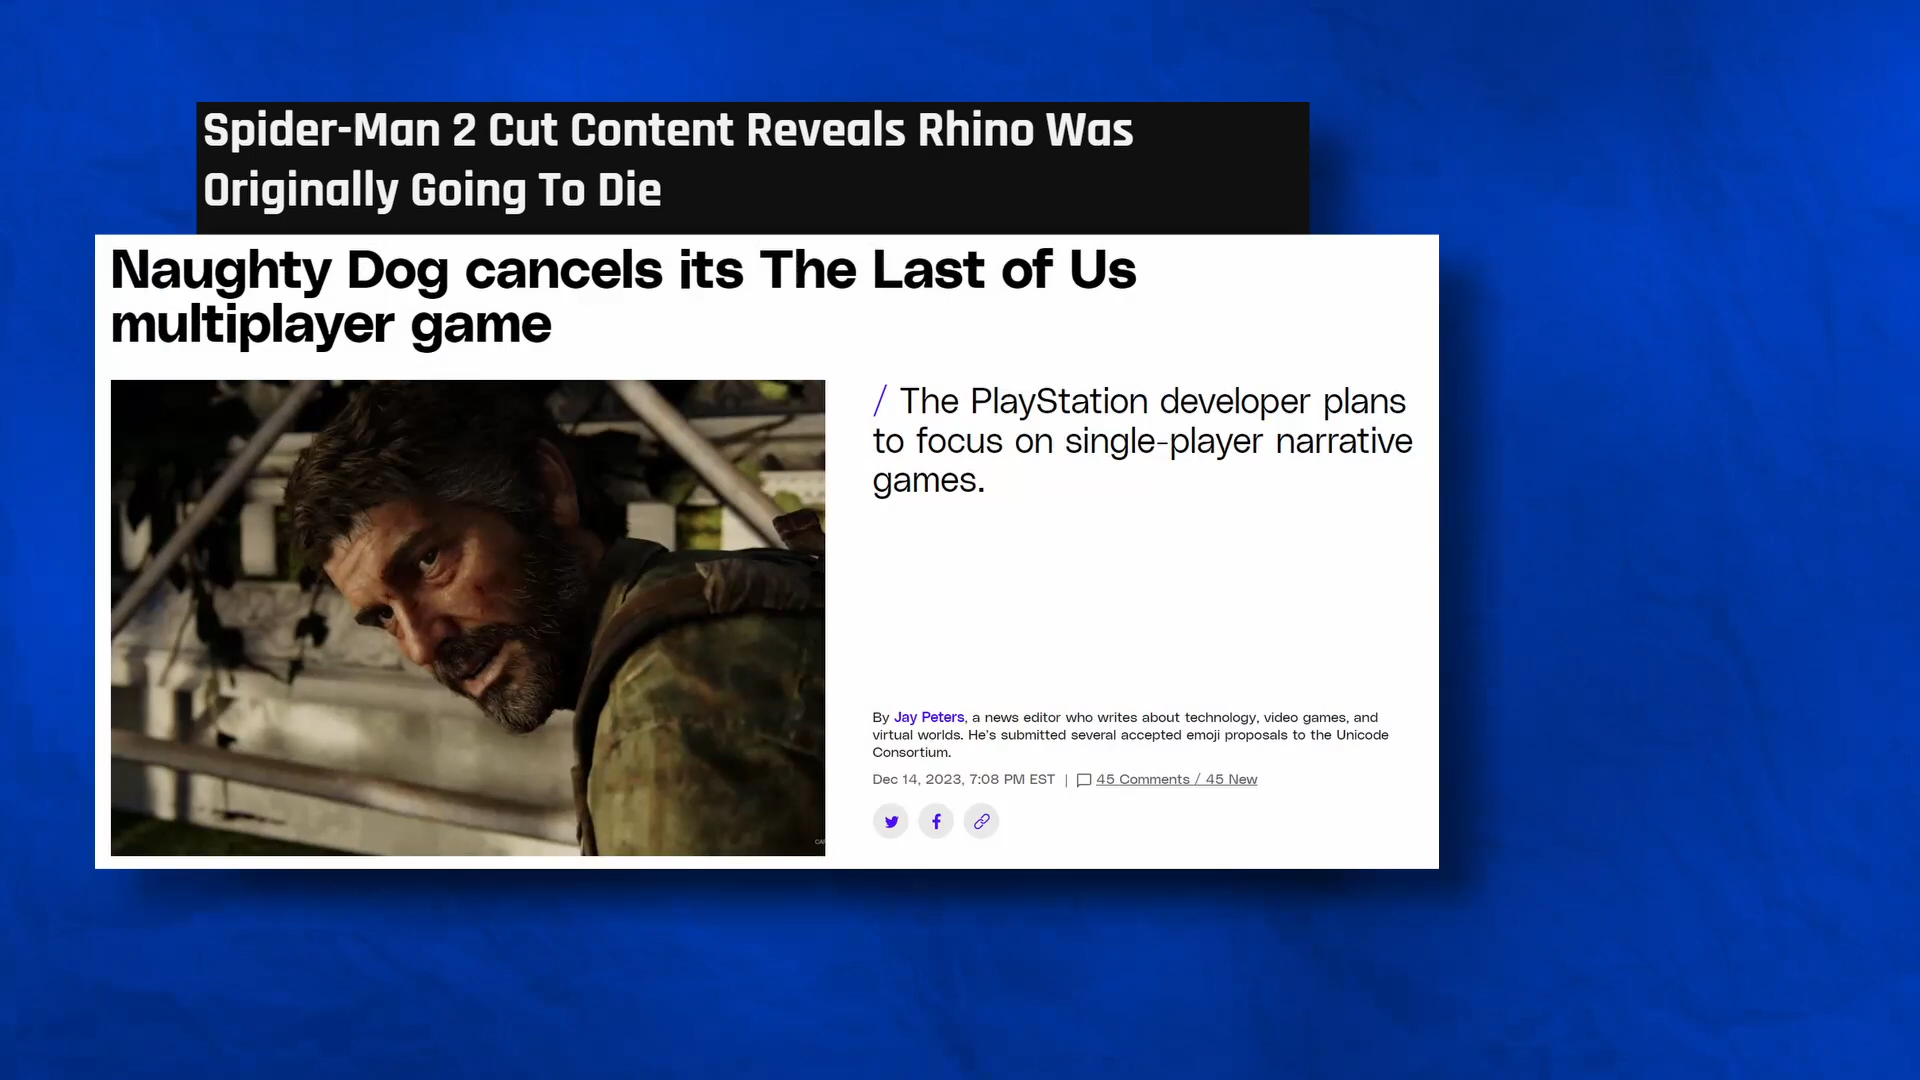 Spider-Man 2 Cut Content Reveals Rhino Was
Originally Going To Die
Naughty Dog cancels its The Last of Us
multiplayer game
/ The PlayStation developer plans
to focus on single-player narrative
games.
By Jay Peters, a news editor who writes about technology, video games, and
virtual worlds. He's submitted several accepted emoji proposals to the Unicode
Consortium.
Dec 14, 2023, 7:08 PM EST | 45 Comments / 45 New